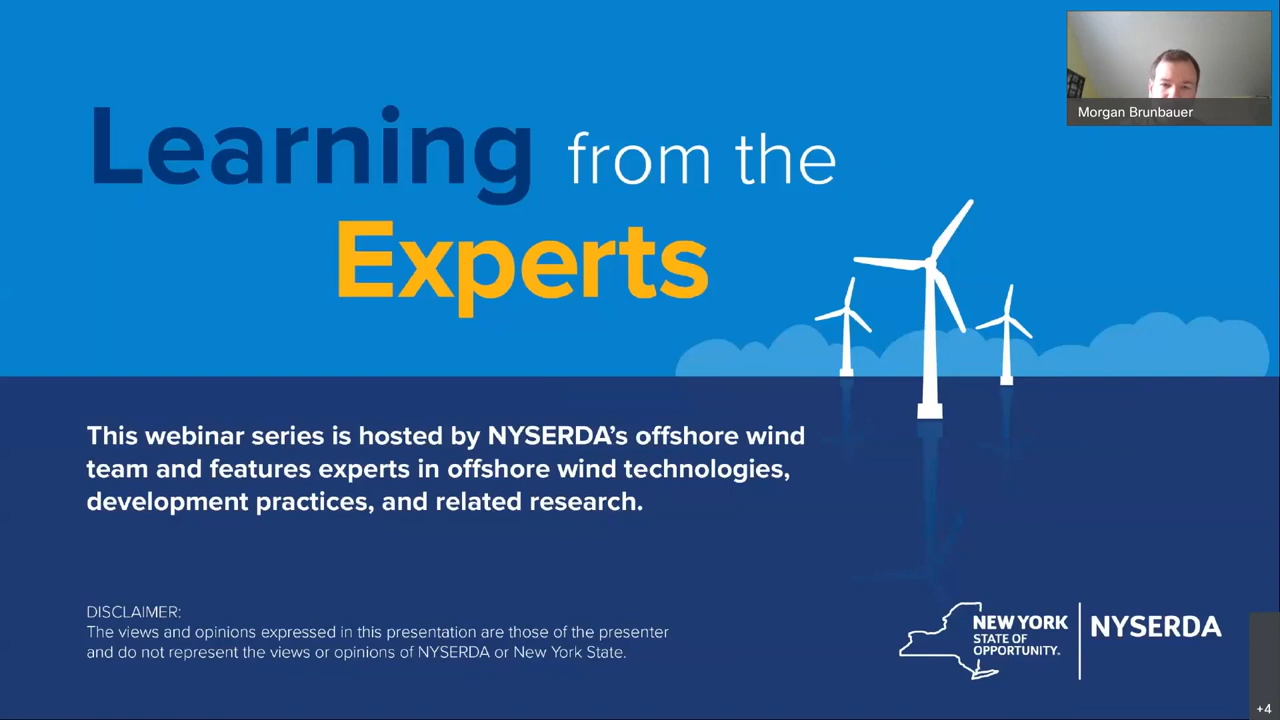 Morgan Brunbauer
Learning from the
Experts
This webinar series is hosted by NYSERDA’s offshore wind
team and features experts in offshore wind technologies,
development practices, and related research.
DISCLAIMER:
The views and opinions expressed in this presentation are those of the presenter
and do not represent the views or opinions of NYSERDA or New York State.
NEW YORK
STATE OF
OPPORTUNITY.
NYSERDA
+4